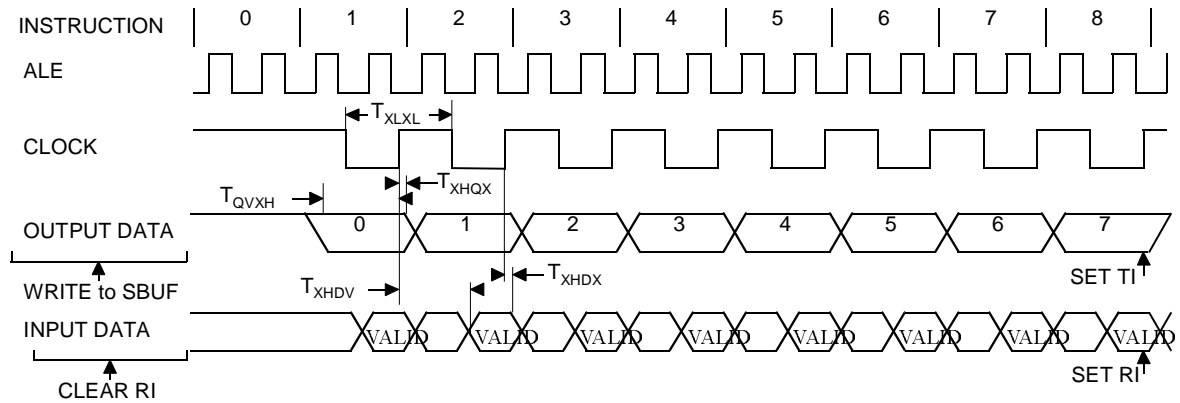 INSTRUCTION 0 1 2 3 4 5 6 7 8
ALE
TXLXL
CLOCK
TXHQX
TQVXH
OUTPUT DATA 0 1 2 3 4 5 6 7
TXHDX
SET TI
TXHDV
WRITE to SBUF
INPUT DATA VALID VALID VALID VALID VALID VALID VALID VALID
SET RI
CLEAR RI